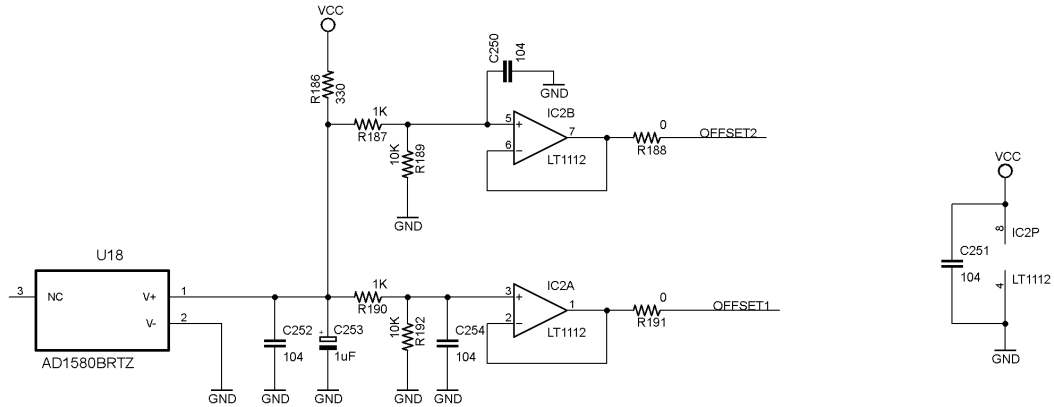 VCC
R186
330
C250
104
GND
1K
R187
10K
R189
GND
5
+
6
-
IC2B
7
LT1112
0
R188
OFFSET2
VCC
8
IC2P
C251
104
4
LT1112
GND
U18
3
NC
V+
1
V-
2
AD1580BRTZ
GND
C252
104
GND
+
C253
1uF
GND
1K
R190
10K
R192
GND
C254
104
GND
3
+
2
-
IC2A
1
LT1112
0
R191
OFFSET1